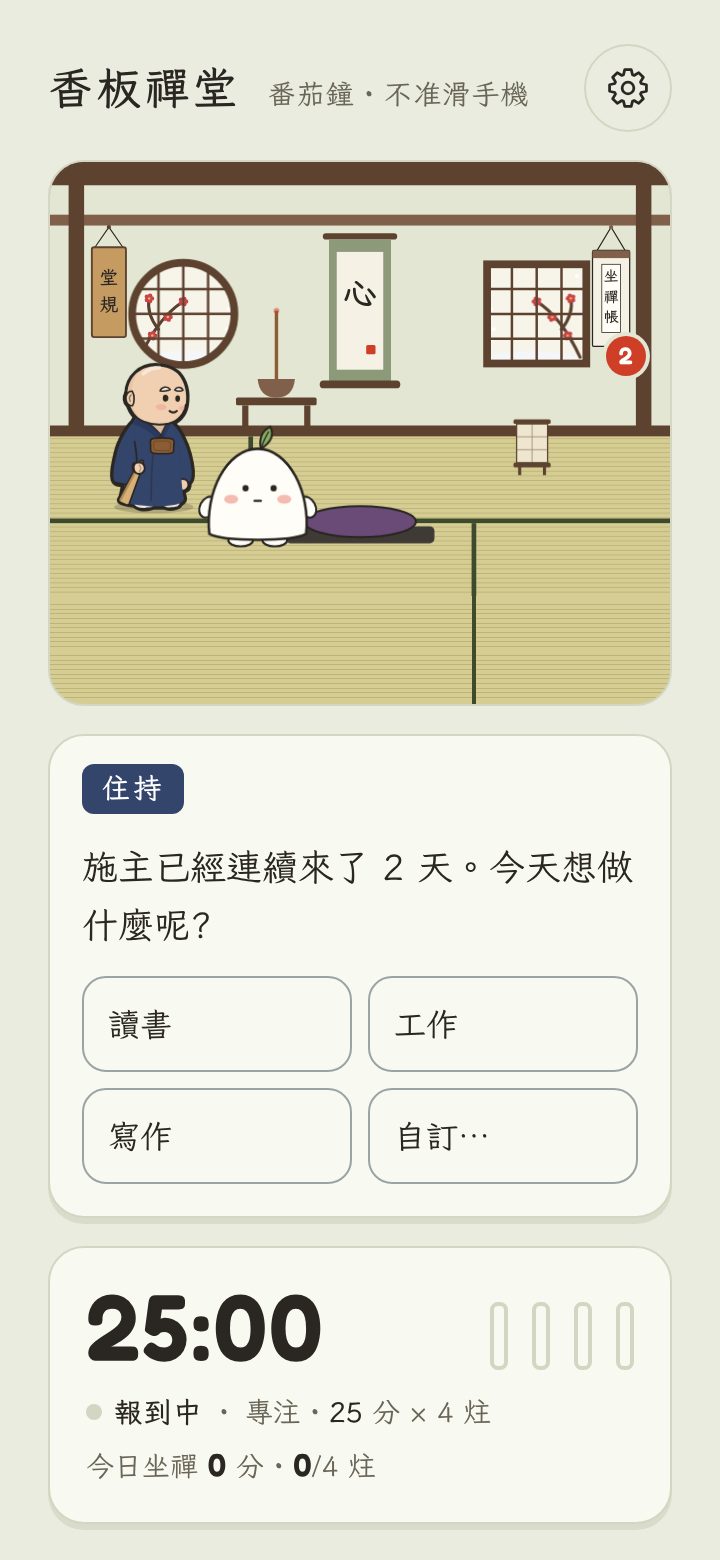 香板禪堂
番茄鐘・不准滑手機
堂規
心
坐禪帳
2
住持
施主已經連續來了 2 天。今天想做
什麼呢？
讀書
工作
寫作
自訂…
25:00
報到中 ・ 專注・25 分 × 4 炷
今日坐禪 0 分・0/4 炷